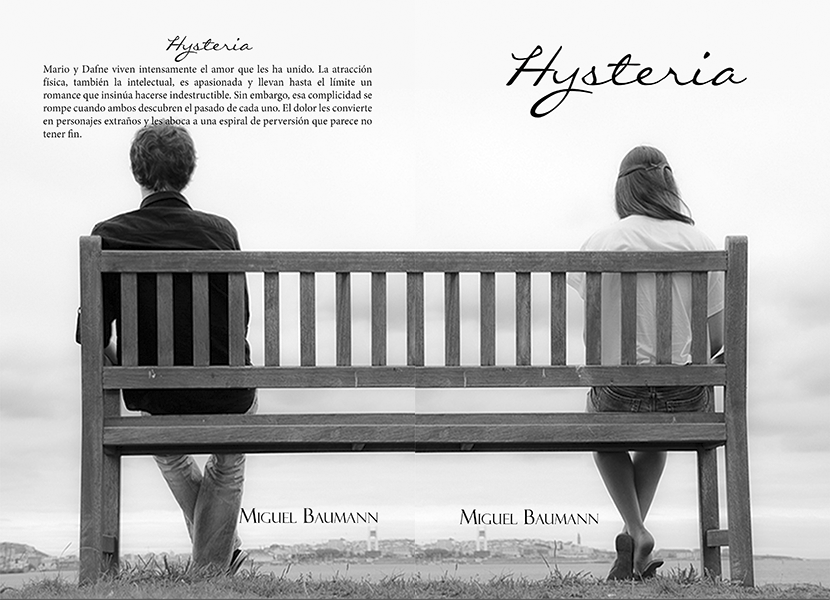 Hysteria
Mario y Dafne viven intensamente el amor que les ha unido. La atracción
física, también la intelectual, es apasionada y llevan hasta el límite un
romance que insinúa hacerse indestructible. Sin embargo, esa complicidad se
rompe cuando ambos descubren el pasado de cada uno. El dolor les convierte
en personajes extraños y les aboca a una espiral de perversión que parece no
tener fin.
Miguel Baumann
Hysteria
Miguel Baumann